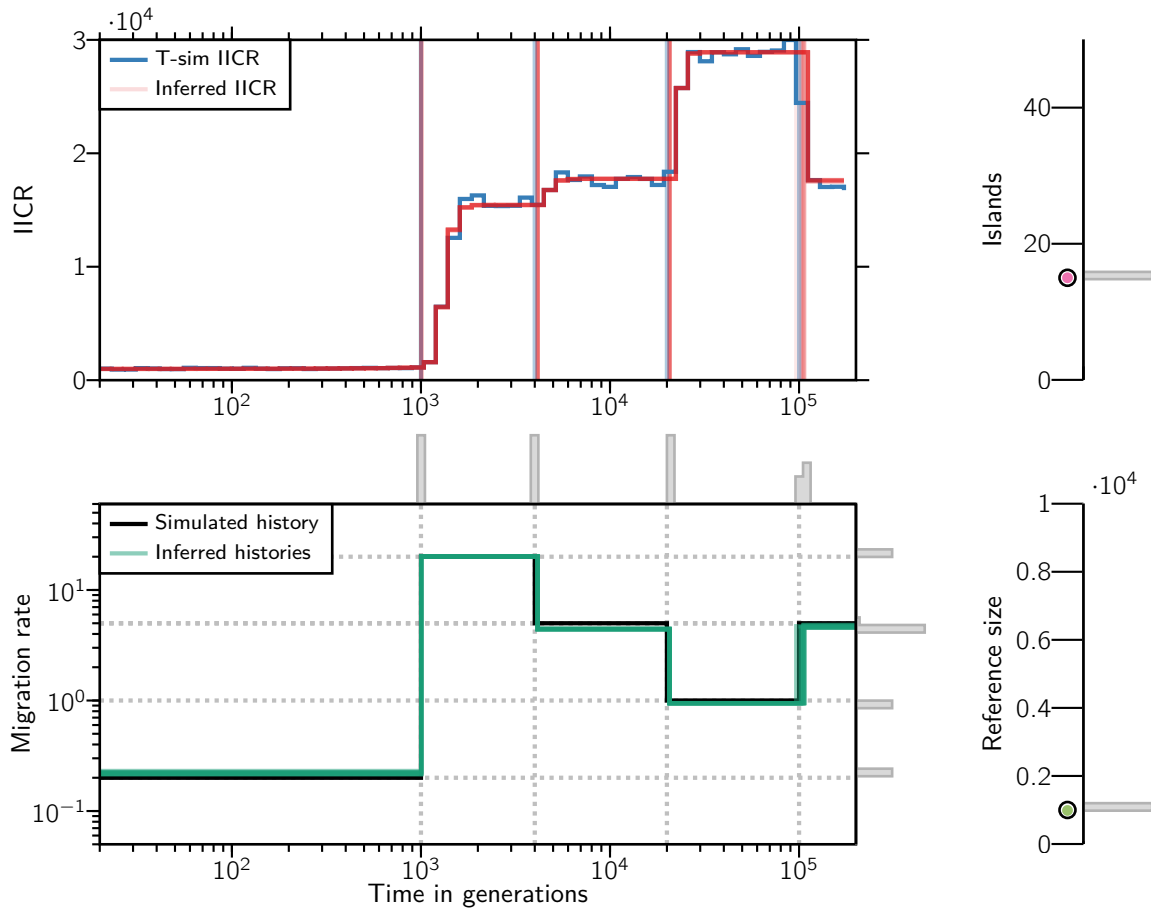 ·10⁴
3
2
1
0
IICR
T-sim IICR
Inferred IICR
10² 10³ 10⁴ 10⁵
40
20
0
Islands
Simulated history
Inferred histories
10¹
10⁰
10⁻¹
Migration rate
10² 10³ 10⁴ 10⁵
Time in generations
·10⁴
1
0.8
0.6
0.4
0.2
0
Reference size